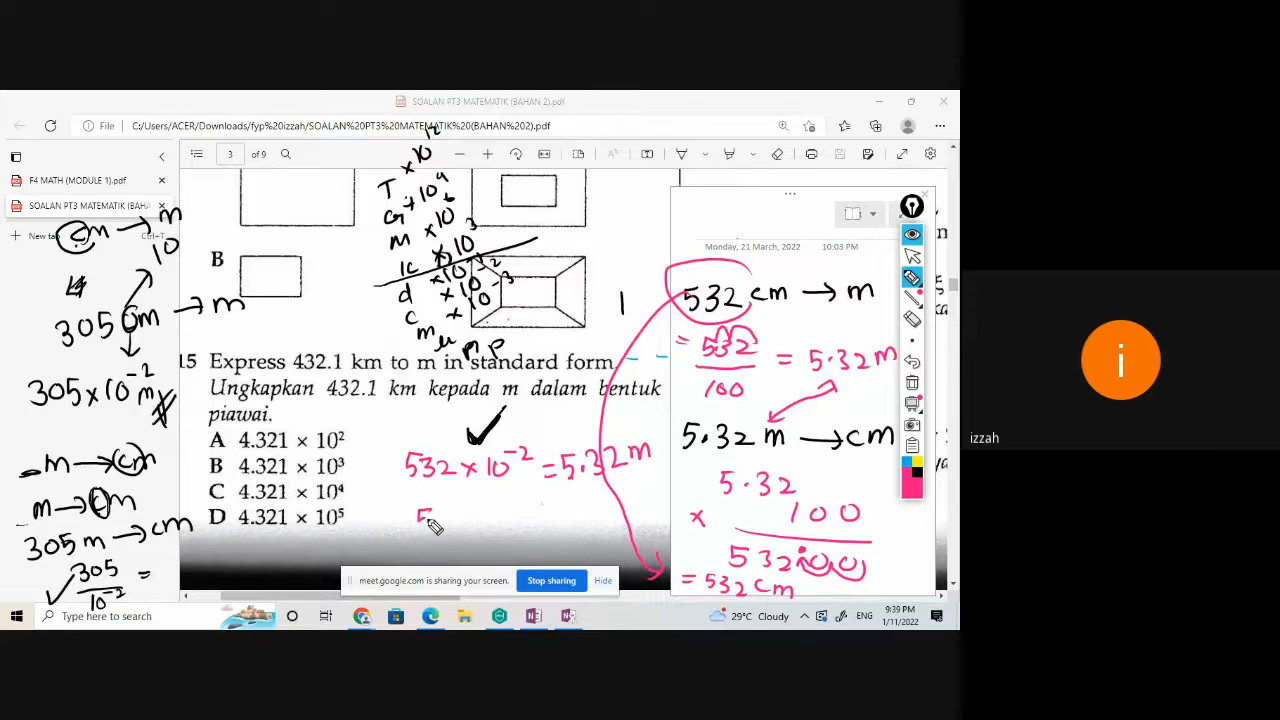 SOALAN PT3 MATEMATIK (BAHAN 2).pdf
File
C:/Users/ACER/Downloads/fyp%20izzah/SOALAN%20PT3%20MATEMATIK%20(BAHAN%202).pdf
3 of 9
F4 MATH (MODULE 1).pdf
SOALAN PT3 MATEMATIK (BAHA
New tab
Ctrl+T
cm → m
10
305 cm → m
305 × 10⁻² m
m → cm
m → cm
305 m → cm
305
10⁻²
=
T × 10¹²
G × 10⁹
M × 10⁶
k × 10³
d × 10⁻¹
c × 10⁻²
m × 10⁻³
μ n p
B
15 Express 432.1 km to m in standard form
Ungkapkan 432.1 km kepada m dalam bentuk
piawai.
A 4.321 × 10²
B 4.321 × 10³
C 4.321 × 10⁴
D 4.321 × 10⁵
532 × 10⁻² = 5.32 m
5
Monday, 21 March, 2022 10:03 PM
532 cm → m
= 532
100
= 5.32 m
5.32 m → cm
5.32
× 100
532.00
= 532 cm
meet.google.com is sharing your screen.
Stop sharing
Hide
Type here to search
29°C Cloudy
ENG
9:39 PM
1/11/2022
i
izzah